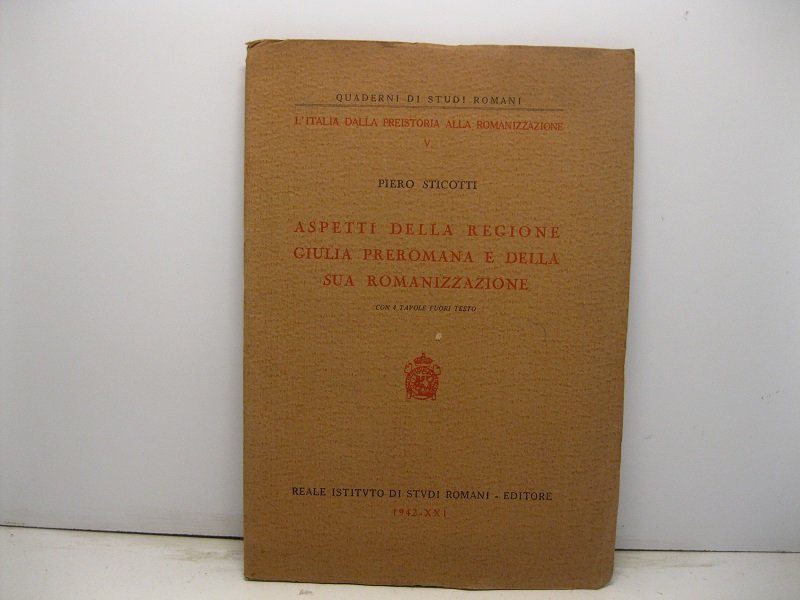 QUADERNI DI STUDI ROMANI
L'ITALIA DALLA PREISTORIA ALLA ROMANIZZAZIONE
V.
PIERO STICOTTI
ASPETTI DELLA REGIONE
GIULIA PREROMANA E DELLA
SUA ROMANIZZAZIONE
CON 4 TAVOLE FUORI TESTO
REALE ISTITVTO DI STVDI ROMANI - EDITORE
1942-XXI